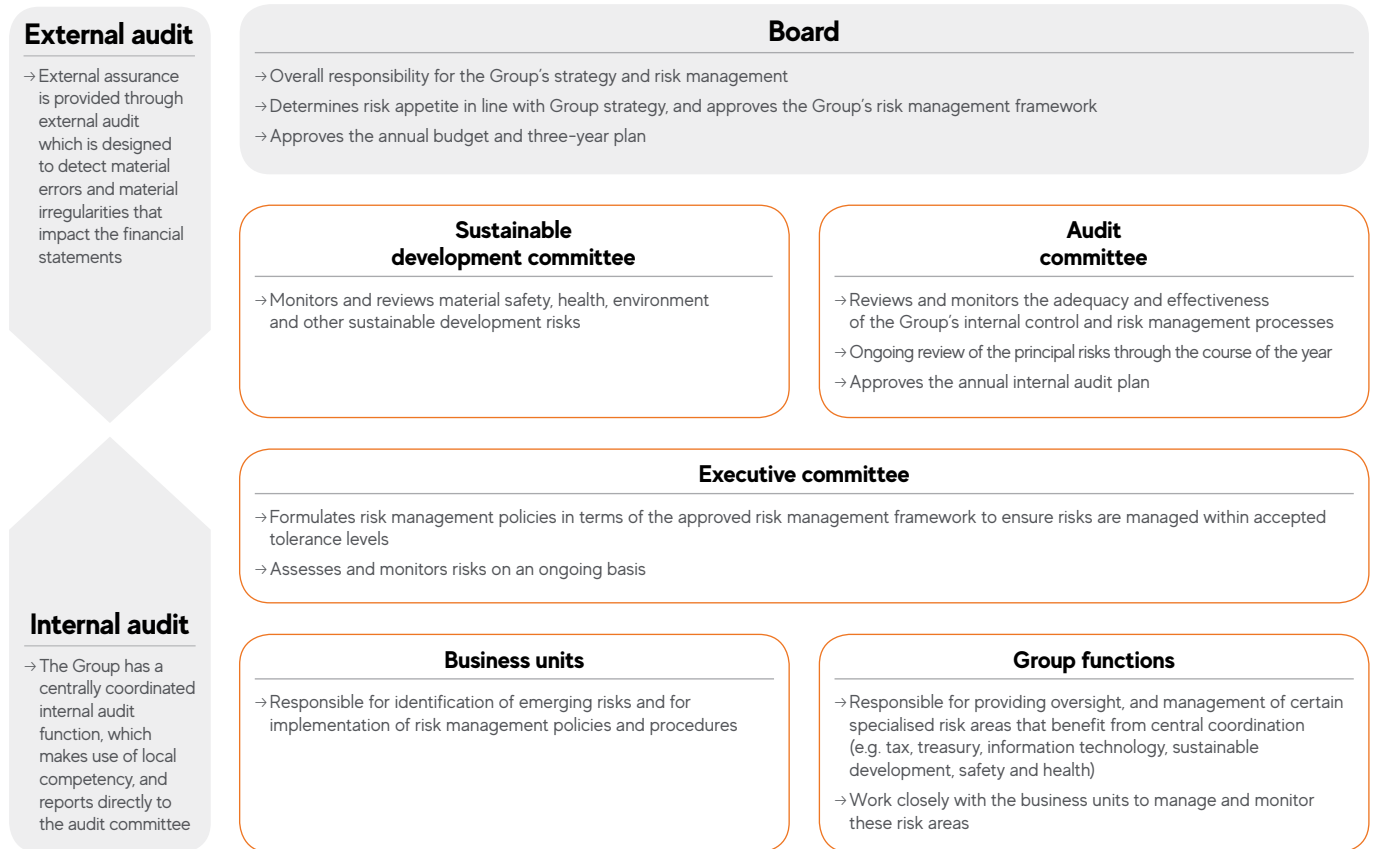 External audit
→ External assurance
is provided through
external audit
which is designed
to detect material
errors and material
irregularities that
impact the financial
statements
Board
→ Overall responsibility for the Group's strategy and risk management
→ Determines risk appetite in line with Group strategy, and approves the Group's risk management framework
→ Approves the annual budget and three-year plan
Sustainable
development committee
→ Monitors and reviews material safety, health, environment
and other sustainable development risks
Audit
committee
→ Reviews and monitors the adequacy and effectiveness
of the Group's internal control and risk management processes
→ Ongoing review of the principal risks through the course of the year
→ Approves the annual internal audit plan
Executive committee
→ Formulates risk management policies in terms of the approved risk management framework to ensure risks are managed within accepted
tolerance levels
→ Assesses and monitors risks on an ongoing basis
Internal audit
→ The Group has a
centrally coordinated
internal audit
function, which
makes use of local
competency, and
reports directly to
the audit committee
Business units
→ Responsible for identification of emerging risks and for
implementation of risk management policies and procedures
Group functions
→ Responsible for providing oversight, and management of certain
specialised risk areas that benefit from central coordination
(e.g. tax, treasury, information technology, sustainable
development, safety and health)
→ Work closely with the business units to manage and monitor
these risk areas